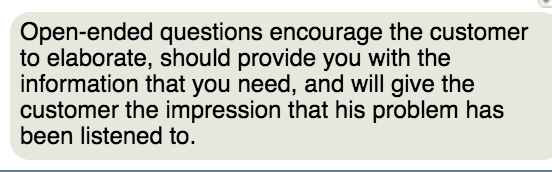 Open-ended questions encourage the customer
to elaborate, should provide you with the
information that you need, and will give the
customer the impression that his problem has
been listened to.